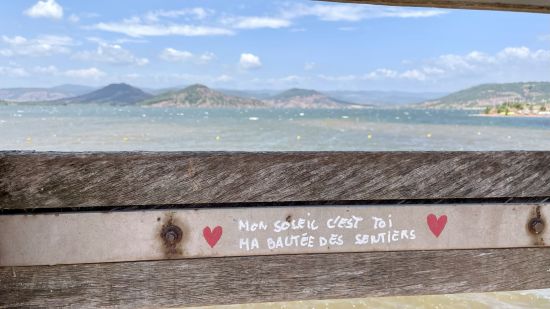 MON SOLEIL C'EST TOI
MA BAUTÉE DES SENTIERS